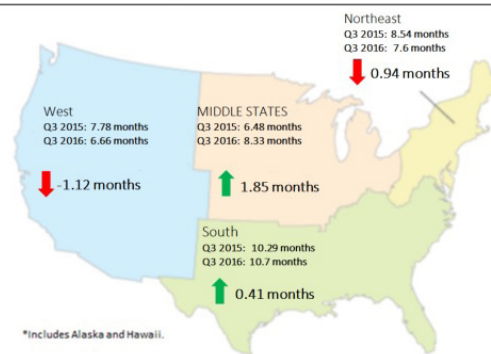 Northeast
Q3 2015: 8.54 months
Q3 2016: 7.6 months
0.94 months
West
Q3 2015: 7.78 months
Q3 2016: 6.66 months
-1.12 months
MIDDLE STATES
Q3 2015: 6.48 months
Q3 2016: 8.33 months
1.85 months
South
Q3 2015: 10.29 months
Q3 2016: 10.7 months
0.41 months
*Includes Alaska and Hawaii.